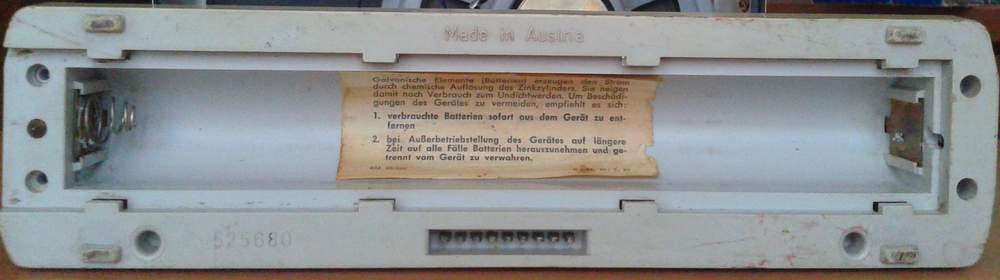 Made in Austria
Galvanische Elemente (Batterien) erzeugen den Strom
durch chemische Auflösung des Zinkzylinders. Sie neigen
damit nach Verbrauch zum Undichtwerden. Um Beschädi-
gungen des Gerätes zu vermeiden, empfiehlt es sich:
1. verbrauchte Batterien sofort aus dem Gerät zu ent-
fernen
2. bei Außerbetriebstellung des Gerätes auf längere
Zeit auf alle Fälle Batterien herauszunehmen und ge-
trennt vom Gerät zu verwahren.
525680